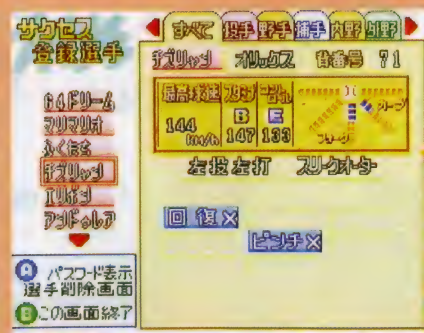 サクセス
登録選手
すべて 投手 野手 捕手 内野 外野
チズリャリ オリックス 背番号 71
64ドリーム
マリマリオ
ふくたろ
チズリャリ
エリポン
アンドゥレア
最高球速 スタミナ コントロール
144 km/h
B 147
E 133
カーブ
フォーク
左投左打 スリークオーター
回復×
ピンチ×
A パスワード表示
選手削除画面
B この画面終了